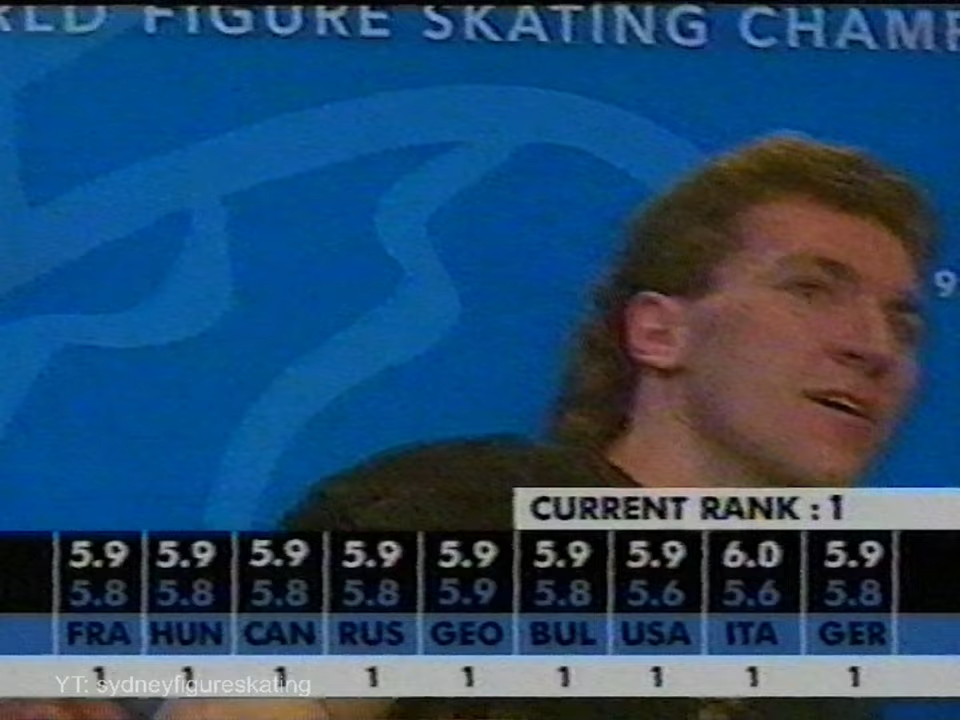 RLD FIGURE SKATING CHAMP
9
CURRENT RANK : 1
5.9 5.9 5.9 5.9 5.9 5.9 5.9 6.0 5.9
5.8 5.8 5.8 5.8 5.9 5.8 5.6 5.6 5.8
FRA HUN CAN RUS GEO BUL USA ITA GER
1 1 1 1 1 1 1 1 1
YT: sydneyfigureskating